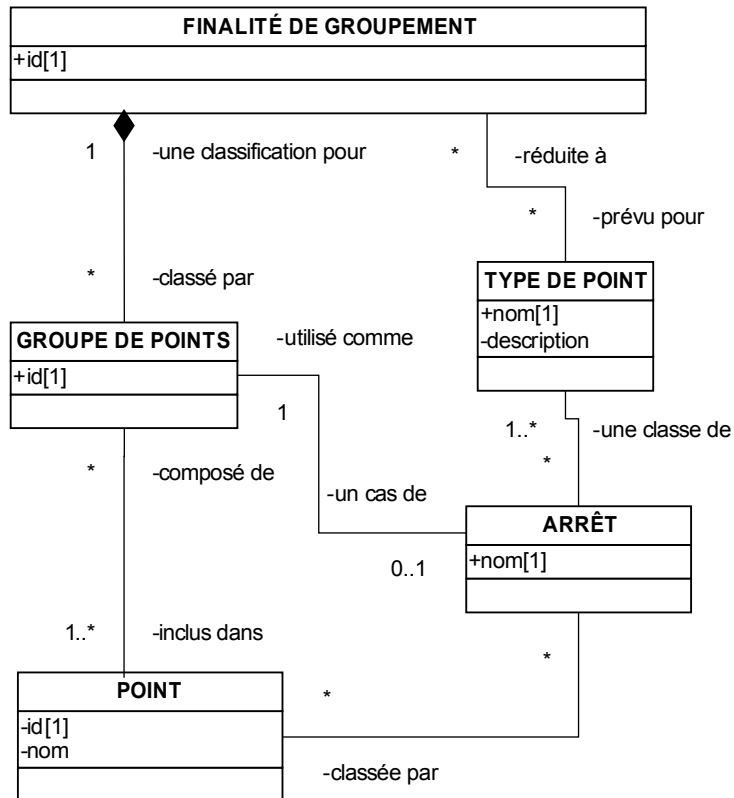 FINALITÉ DE GROUPEMENT
+id[1]
1
-une classification pour
*
-réduite à
*
-prévu pour
*
-classé par
TYPE DE POINT
+nom[1]
-description
GROUPE DE POINTS
+id[1]
-utilisé comme
1
1..*
-une classe de
*
-composé de
*
-un cas de
ARRÊT
+nom[1]
0..1
1..*
-inclus dans
*
POINT
-id[1]
-nom
*
-classée par